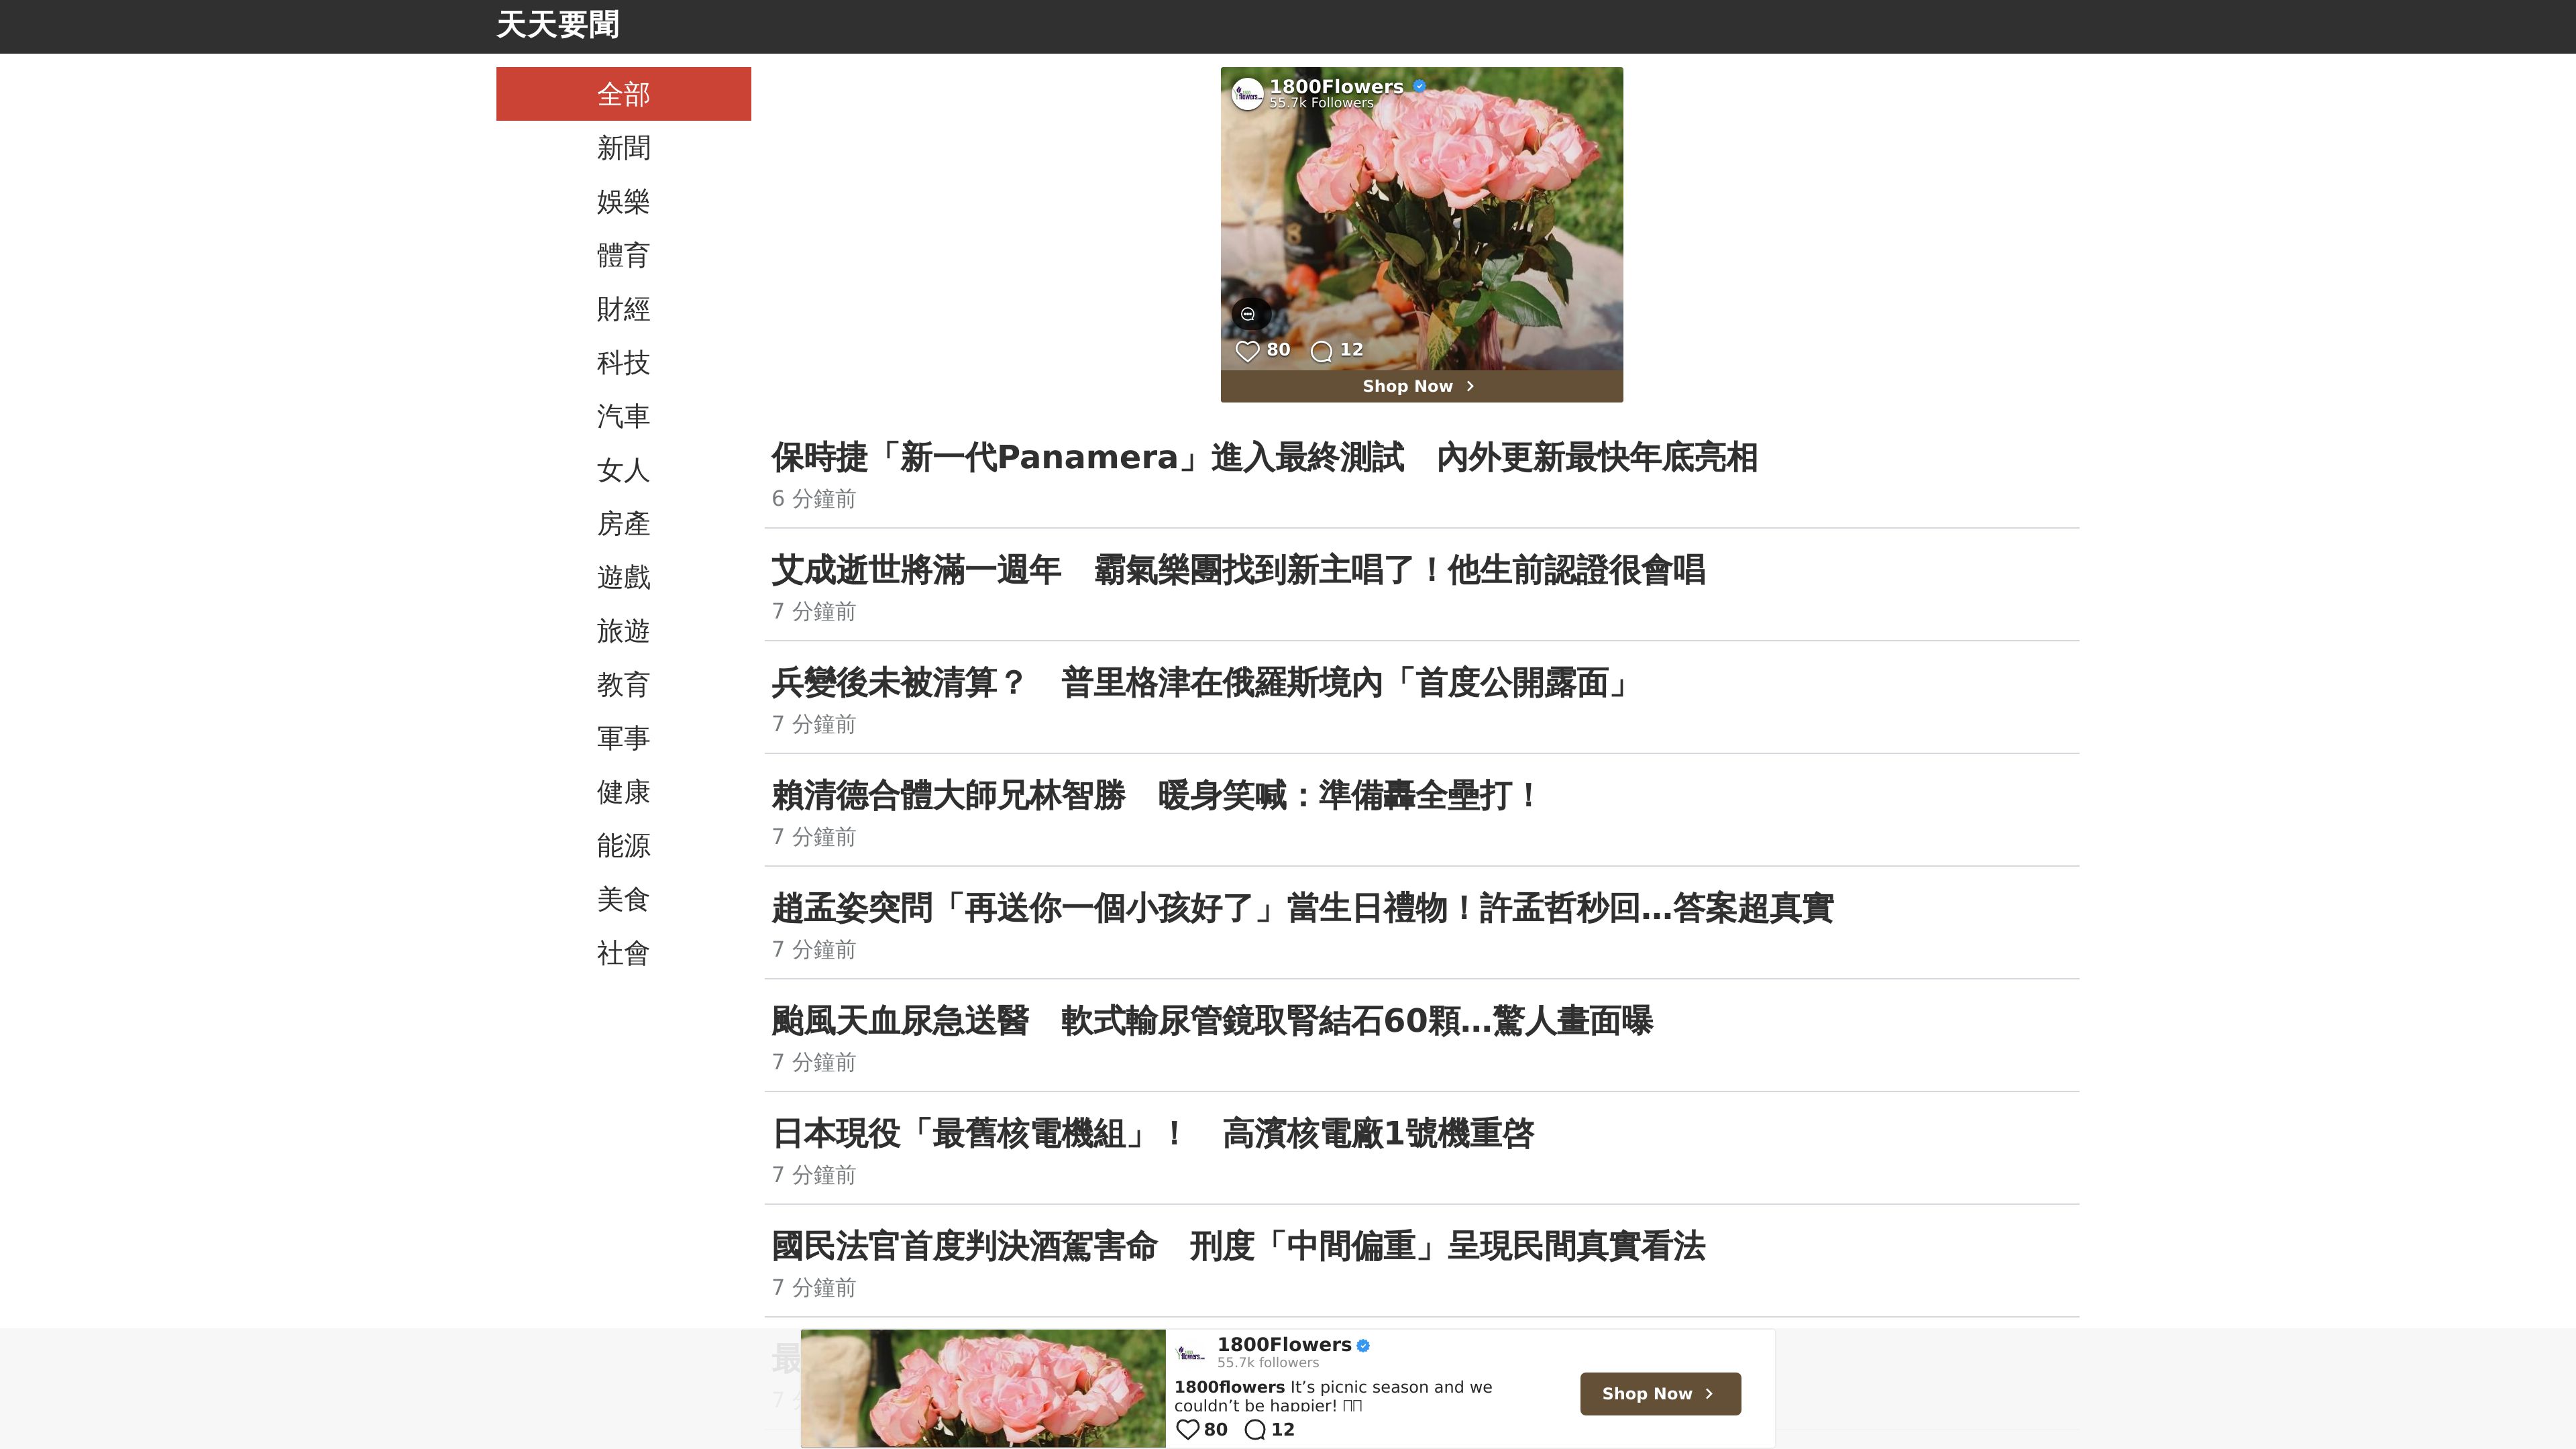 天天要聞
全部
新聞
娛樂
體育
財經
科技
汽車
女人
房產
遊戲
旅遊
教育
軍事
健康
能源
美食
社會
1800Flowers
55.7k Followers
80 12
Shop Now
保時捷「新一代Panamera」進入最終測試　內外更新最快年底亮相
6 分鐘前
艾成逝世將滿一週年　霸氣樂團找到新主唱了！他生前認證很會唱
7 分鐘前
兵變後未被清算？　普里格津在俄羅斯境內「首度公開露面」
7 分鐘前
賴清德合體大師兄林智勝　暖身笑喊：準備轟全壘打！
7 分鐘前
趙孟姿突問「再送你一個小孩好了」當生日禮物！許孟哲秒回...答案超真實
7 分鐘前
颱風天血尿急送醫　軟式輸尿管鏡取腎結石60顆...驚人畫面曝
7 分鐘前
日本現役「最舊核電機組」！　高濱核電廠1號機重啓
7 分鐘前
國民法官首度判決酒駕害命　刑度「中間偏重」呈現民間真實看法
7 分鐘前
最
7
1800Flowers
55.7k followers
1800flowers It’s picnic season and we
couldn’t be happier!
80 12
Shop Now